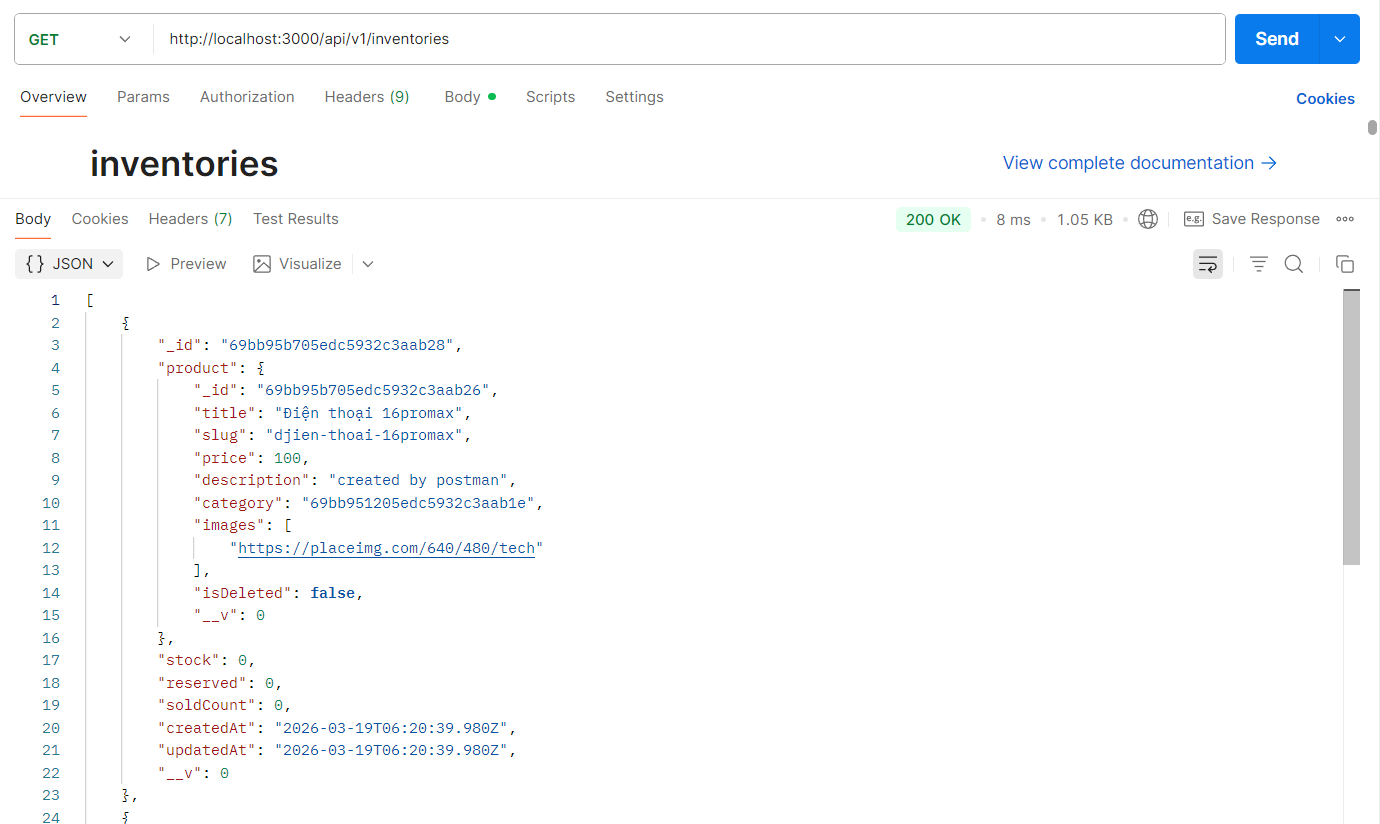 GET http://localhost:3000/api/v1/inventories Send
Overview Params Authorization Headers (9) Body Scripts Settings Cookies
inventories View complete documentation →
Body Cookies Headers (7) Test Results 200 OK • 8 ms • 1.05 KB • e.g. Save Response
{} JSON Preview Visualize
1 [
2 {
3 "_id": "69bb95b705edc5932c3aab28",
4 "product": {
5 "_id": "69bb95b705edc5932c3aab26",
6 "title": "Điện thoại 16promax",
7 "slug": "djien-thoai-16promax",
8 "price": 100,
9 "description": "created by postman",
10 "category": "69bb951205edc5932c3aab1e",
11 "images": [
12 "https://placeimg.com/640/480/tech"
13 ],
14 "isDeleted": false,
15 "__v": 0
16 },
17 "stock": 0,
18 "reserved": 0,
19 "soldCount": 0,
20 "createdAt": "2026-03-19T06:20:39.980Z",
21 "updatedAt": "2026-03-19T06:20:39.980Z",
22 "__v": 0
23 },
24 {